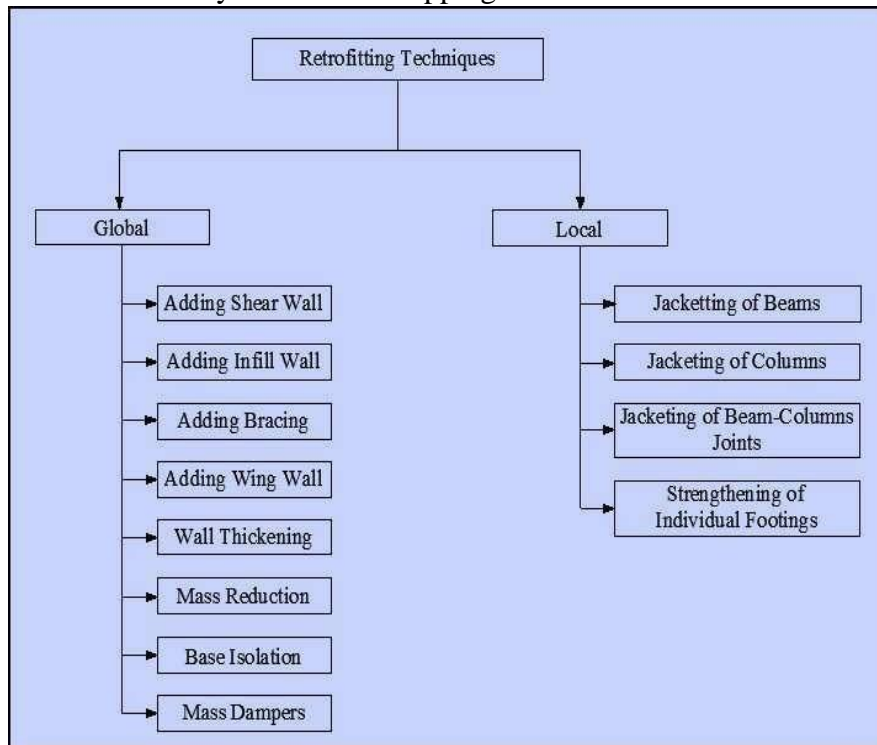 Retrofitting Techniques
Global
Adding Shear Wall
Adding Infill Wall
Adding Bracing
Adding Wing Wall
Wall Thickening
Mass Reduction
Base Isolation
Mass Dampers
Local
Jacketting of Beams
Jacketing of Columns
Jacketing of Beam-Columns
Joints
Strengthening of
Individual Footings